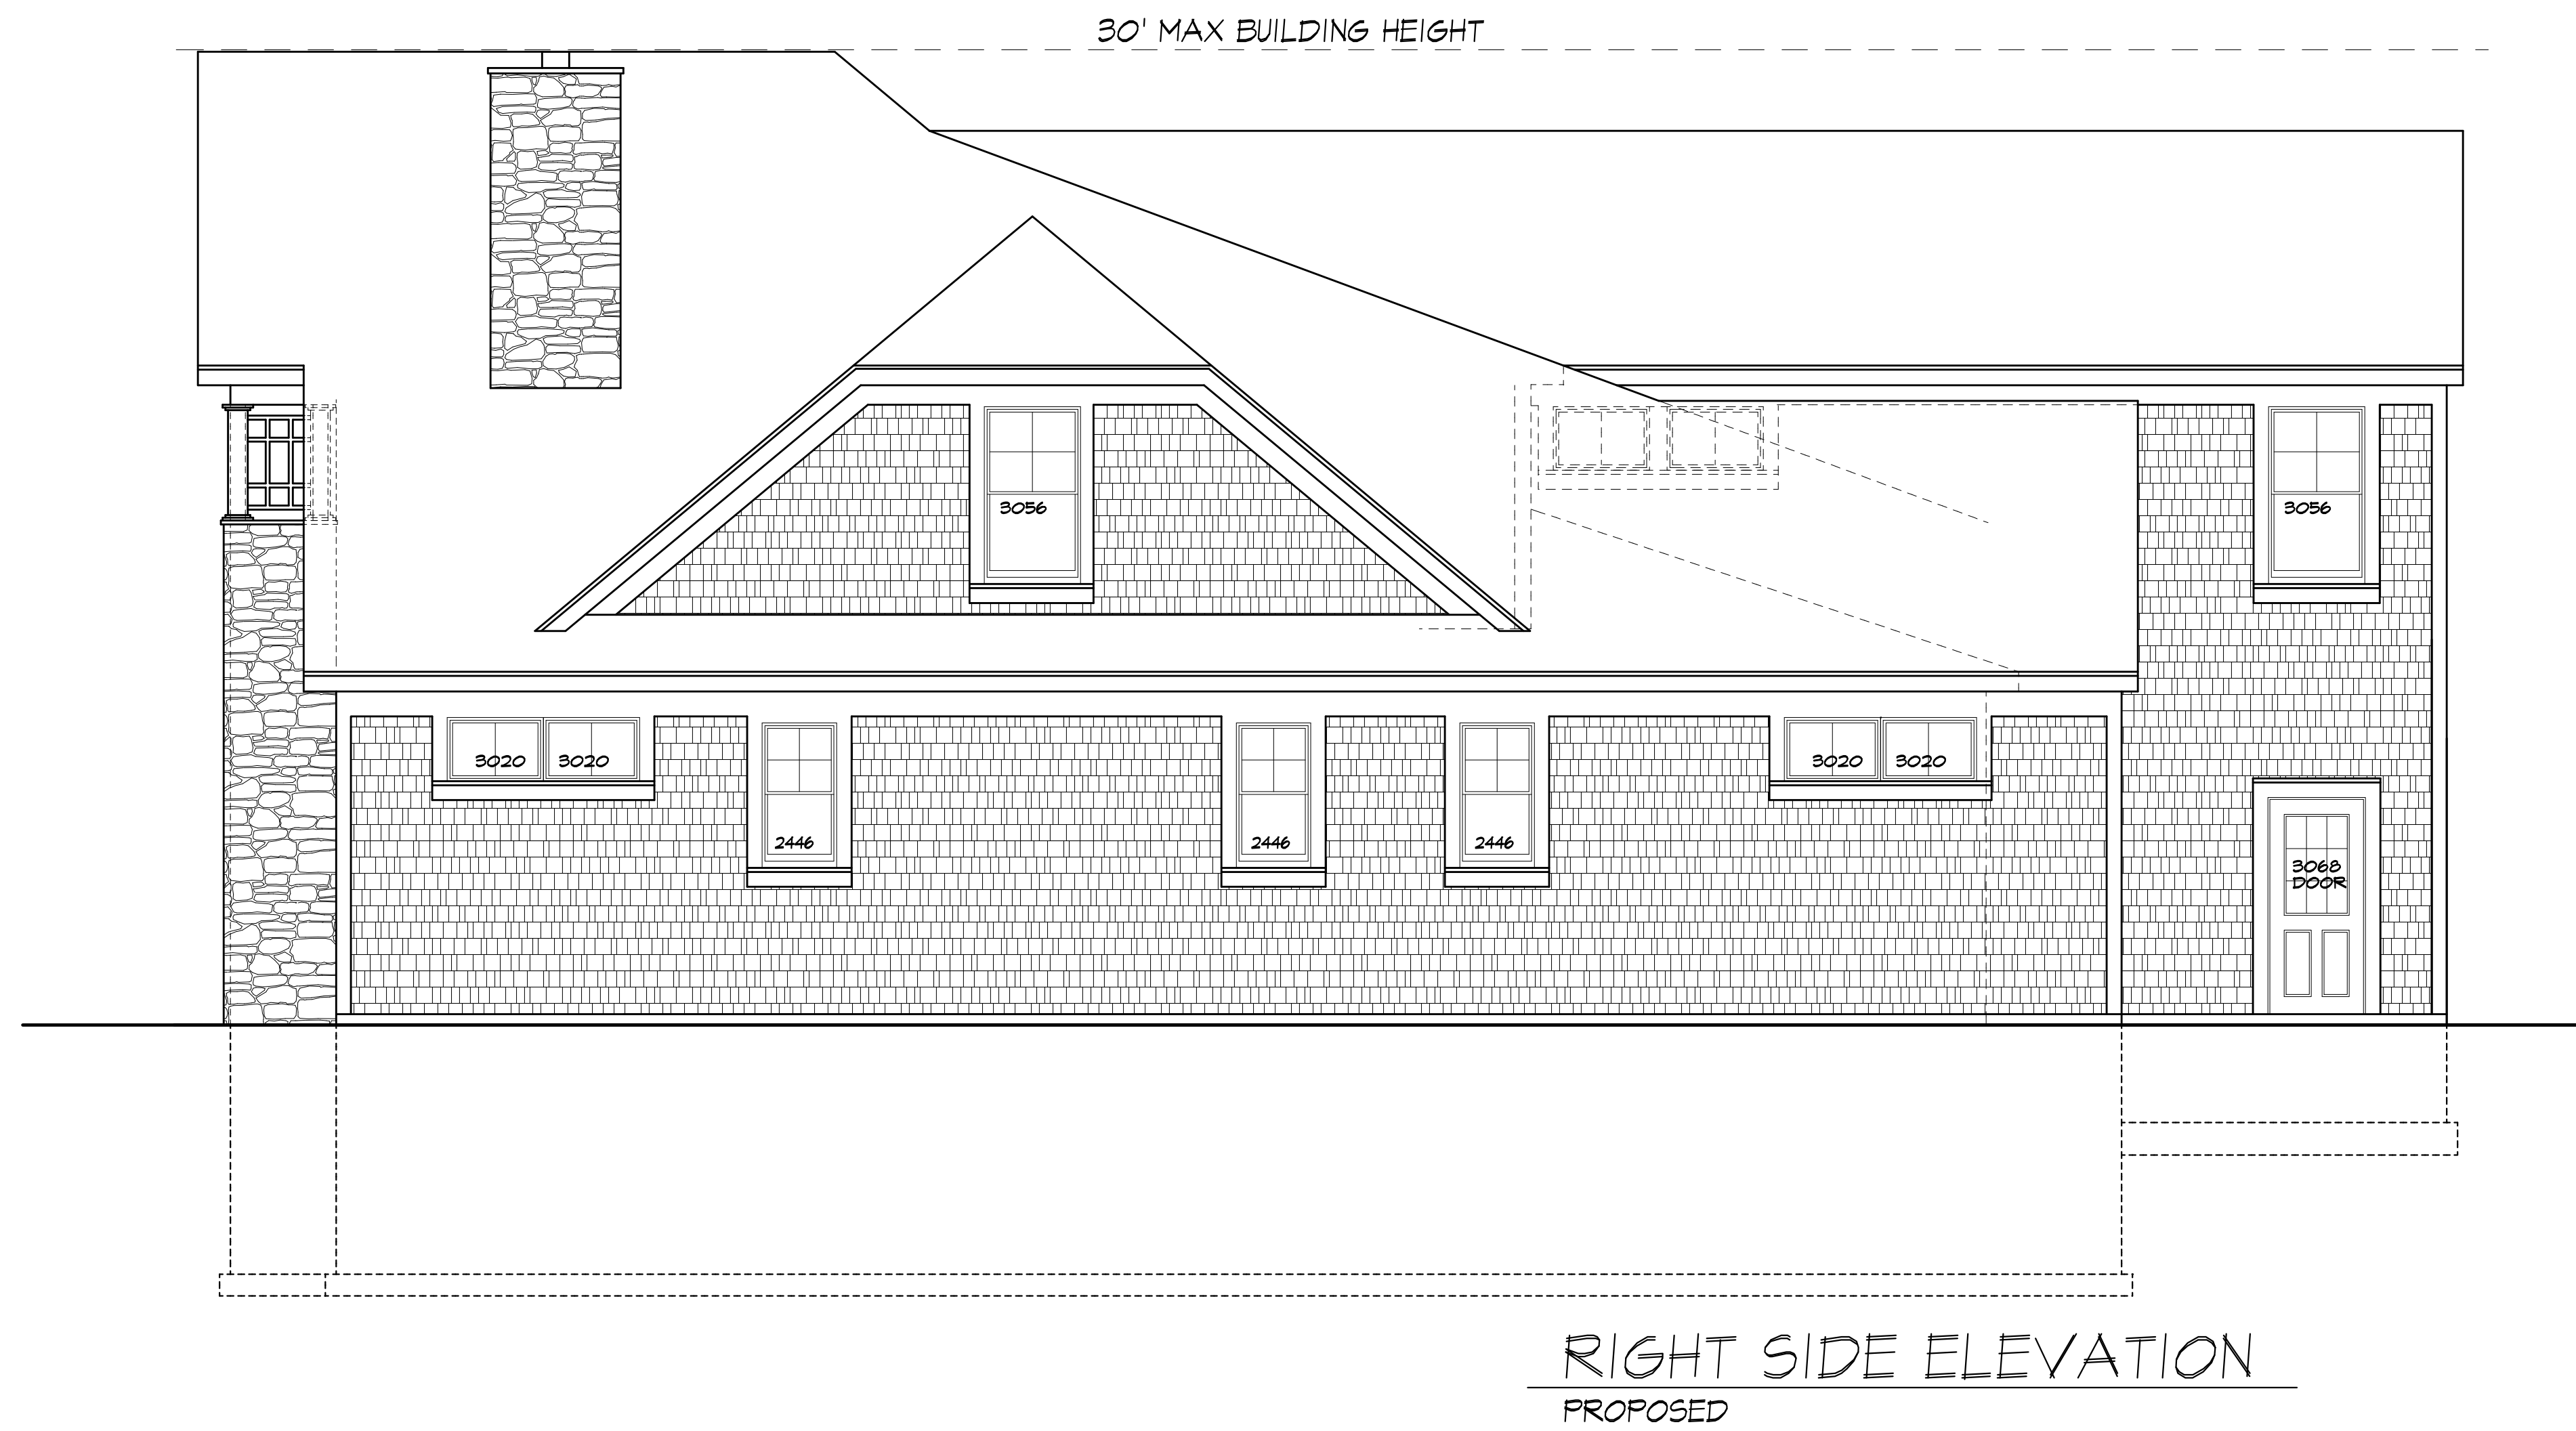 30' MAX BUILDING HEIGHT
3056
3056
3020 3020
3020 3020
2446
2446
2446
3068
DOOR
RIGHT SIDE ELEVATION
PROPOSED